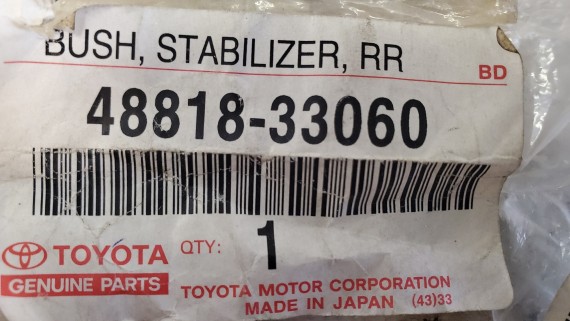 BUSH, STABILIZER, RR
BD
48818-33060
TOYOTA
QTY: 1
GENUINE PARTS
TOYOTA MOTOR CORPORATION
MADE IN JAPAN (43)33